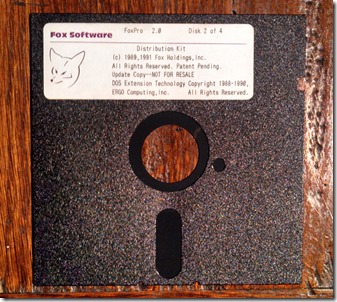 Fox Software FoxPro 2.0 Disk 2 of 4
Distribution Kit
(c) 1989,1991 Fox Holdings,Inc.
All Rights Reserved. Patent Pending.
Update Copy--NOT FOR RESALE
DOS Extension Technology Copyright 1988-1990,
ERGO Computing,Inc. All Rights Reserved.